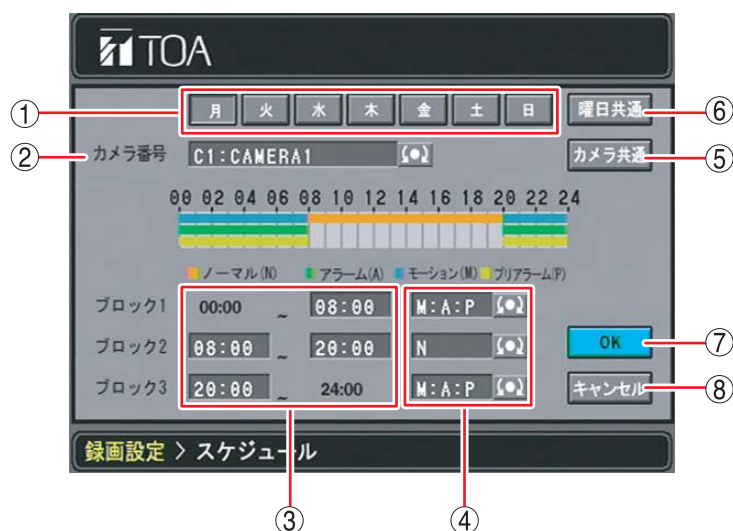 TOA
① 月 火 水 木 金 土 日 曜日共通 ⑥
② カメラ番号 C1:CAMERA1 カメラ共通 ⑤
00 02 04 06 08 10 12 14 16 18 20 22 24
ノーマル(N) アラーム(A) モーション(M) プリアラーム(P)
ブロック1 00:00 ~ 08:00 M:A:P
ブロック2 08:00 ~ 20:00 N OK ⑦
ブロック3 20:00 ~ 24:00 M:A:P キャンセル ⑧
録画設定 > スケジュール
③ ④